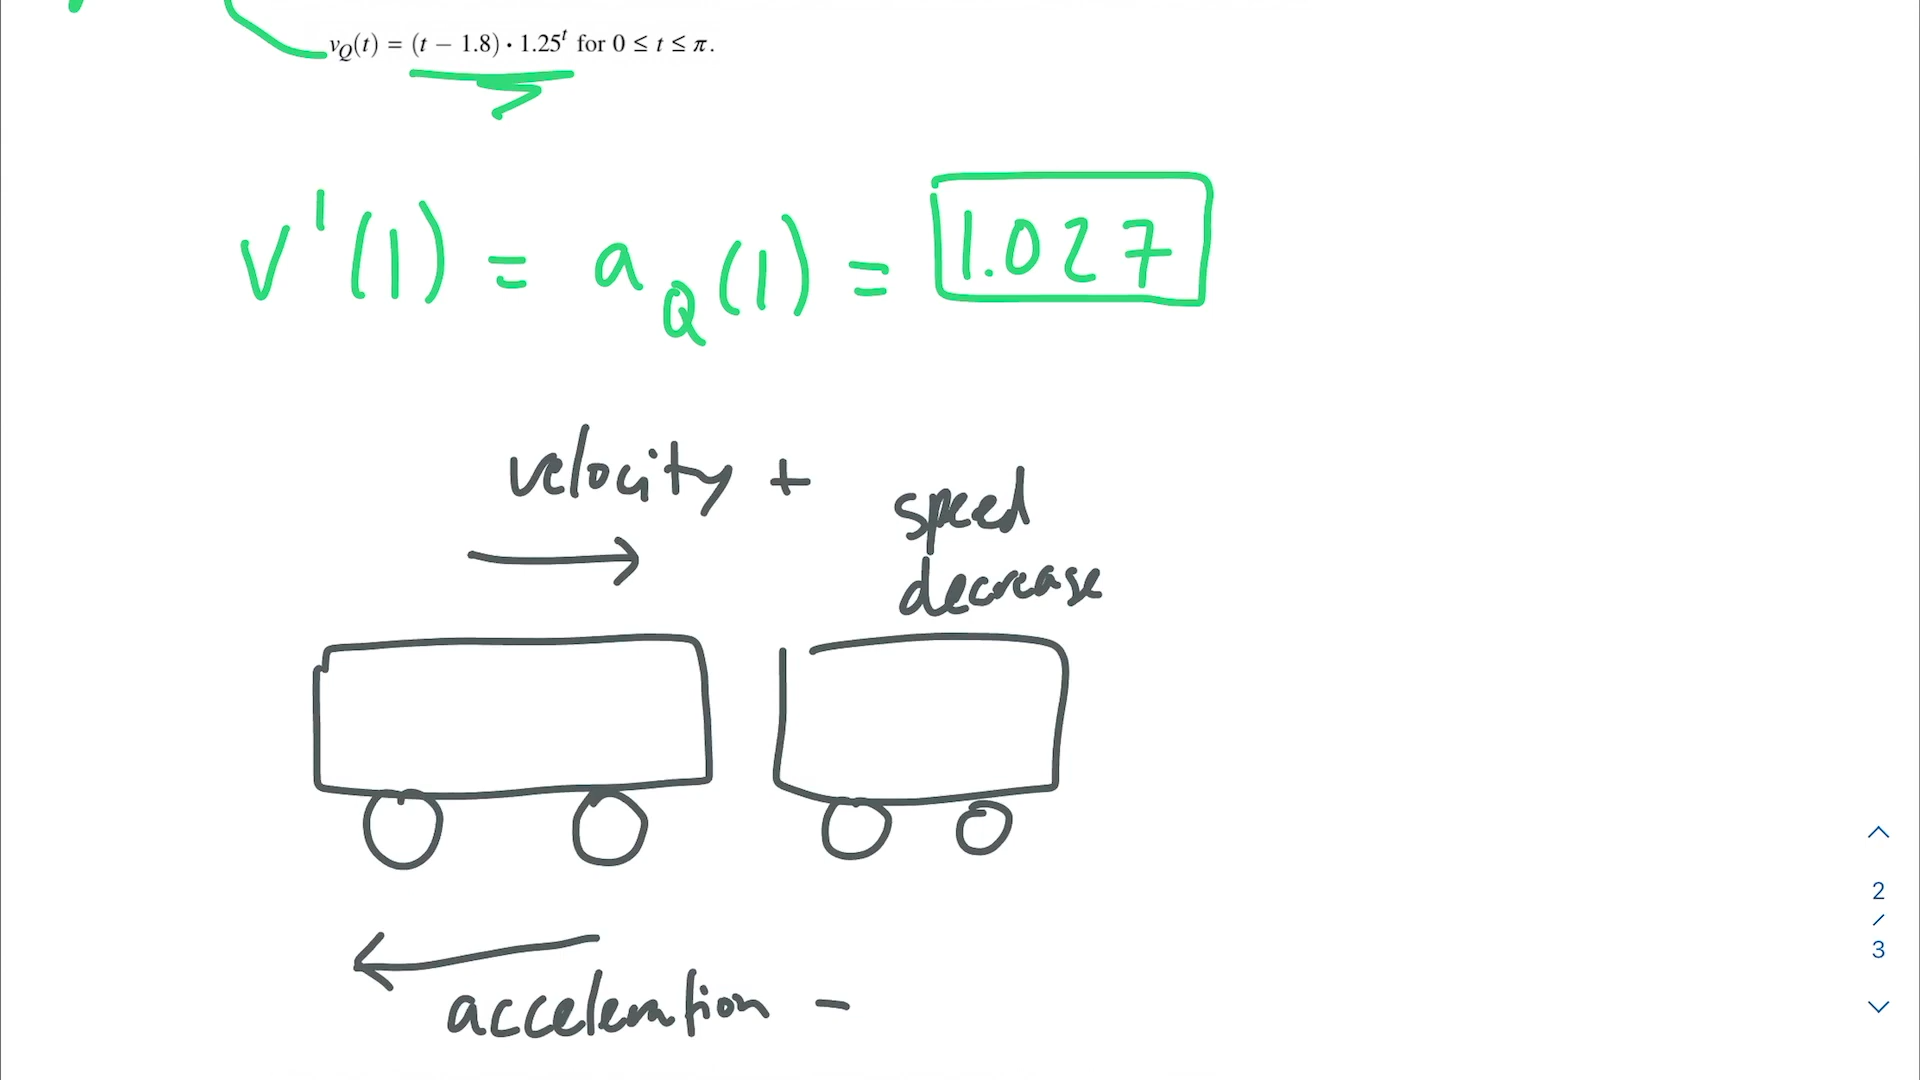 v_Q(t) = (t − 1.8) · 1.25^t for 0 ≤ t ≤ π.
v'(1) = a_Q(1) = 1.027
velocity +
speed
decrease
acceleration −
2
/
3